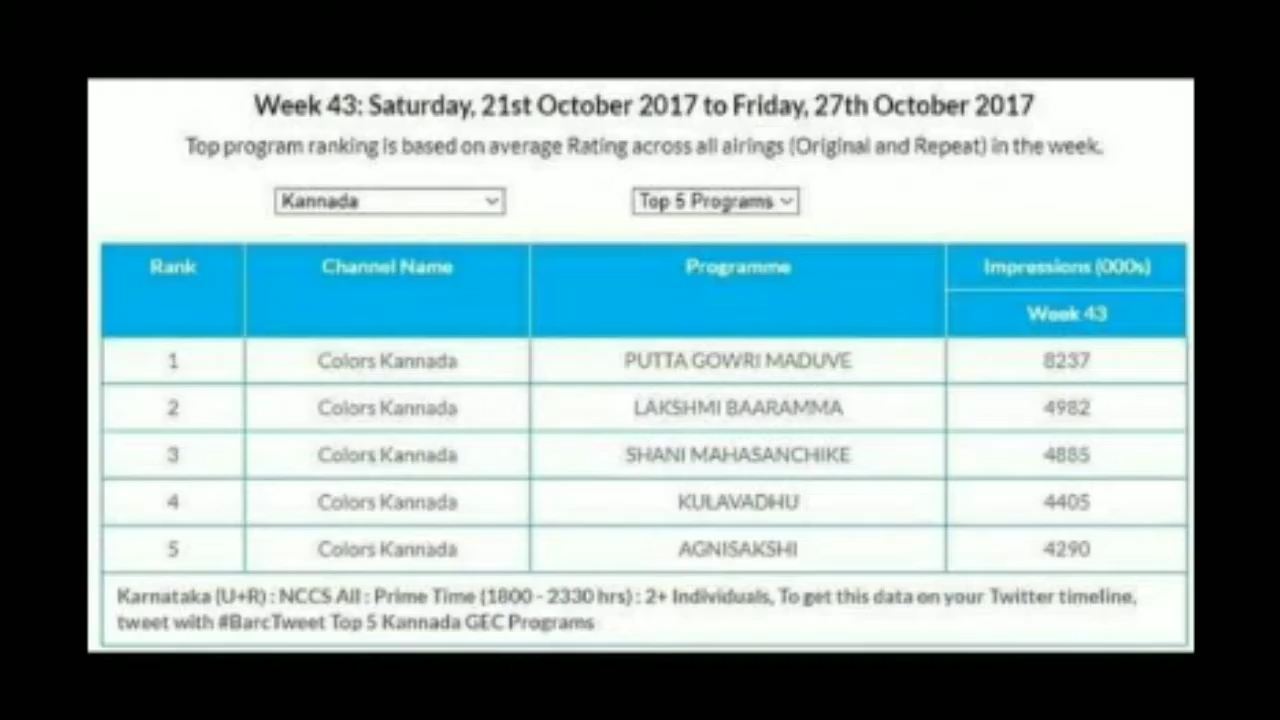 Week 43: Saturday, 21st October 2017 to Friday, 27th October 2017
Top program ranking is based on average Rating across all airings (Original and Repeat) in the week.
Kannada Top 5 Programs
Rank Channel Name Programme Impressions (000s)
Week 43
1 Colors Kannada PUTTA GOWRI MADUVE 8237
2 Colors Kannada LAKSHMI BAARAMMA 4982
3 Colors Kannada SHANI MAHASANCHIKE 4885
4 Colors Kannada KULAVADHU 4405
5 Colors Kannada AGNISAKSHI 4290
Karnataka (U+R) : NCCS All : Prime Time (1800 - 2330 hrs) : 2+ Individuals, To get this data on your Twitter timeline,
tweet with #BarcTweet Top 5 Kannada GEC Programs